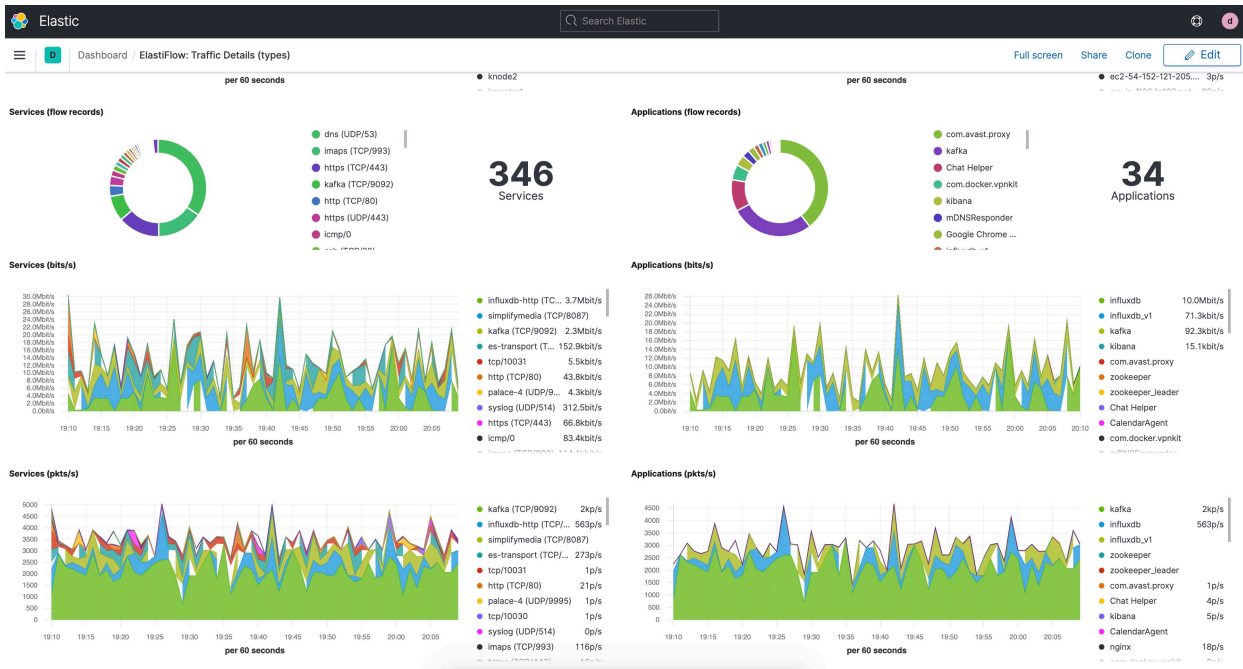 Elastic
Search Elastic
d
D
Dashboard / ElastiFlow: Traffic Details (types)
Full screen
Share
Clone
Edit
per 60 seconds
knode2
per 60 seconds
ec2-54-152-121-205.... 3p/s
Services (flow records)
dns (UDP/53)
imaps (TCP/993)
https (TCP/443)
kafka (TCP/9092)
http (TCP/80)
https (UDP/443)
icmp/0
346
Services
Applications (flow records)
com.avast.proxy
kafka
Chat Helper
com.docker.vpnkit
kibana
mDNSResponder
Google Chrome ...
34
Applications
Services (bits/s)
30.0Mbit/s
28.0Mbit/s
26.0Mbit/s
24.0Mbit/s
22.0Mbit/s
20.0Mbit/s
18.0Mbit/s
16.0Mbit/s
14.0Mbit/s
12.0Mbit/s
10.0Mbit/s
8.0Mbit/s
6.0Mbit/s
4.0Mbit/s
2.0Mbit/s
0.0bit/s
19:10 19:15 19:20 19:25 19:30 19:35 19:40 19:45 19:50 19:55 20:00 20:05
per 60 seconds
influxdb-http (TC... 3.7Mbit/s
simplifymedia (TCP/8087)
kafka (TCP/9092) 2.3Mbit/s
es-transport (T... 152.9kbit/s
tcp/10031 5.5kbit/s
http (TCP/80) 43.8kbit/s
palace-4 (UDP/9... 4.3kbit/s
syslog (UDP/514) 312.5bit/s
https (TCP/443) 66.8kbit/s
icmp/0 83.4kbit/s
Applications (bits/s)
26.0Mbit/s
24.0Mbit/s
22.0Mbit/s
20.0Mbit/s
18.0Mbit/s
16.0Mbit/s
14.0Mbit/s
12.0Mbit/s
10.0Mbit/s
8.0Mbit/s
6.0Mbit/s
4.0Mbit/s
2.0Mbit/s
0.0bit/s
19:10 19:15 19:20 19:25 19:30 19:35 19:40 19:45 19:50 19:55 20:00 20:05 20:10
per 60 seconds
influxdb 10.0Mbit/s
influxdb_v1 71.3kbit/s
kafka 92.3kbit/s
kibana 15.1kbit/s
com.avast.proxy
zookeeper
zookeeper_leader
Chat Helper
CalendarAgent
com.docker.vpnkit
Services (pkts/s)
5000
4500
4000
3500
3000
2500
2000
1500
1000
500
0
19:10 19:15 19:20 19:25 19:30 19:35 19:40 19:45 19:50 19:55 20:00 20:05
per 60 seconds
kafka (TCP/9092) 2kp/s
influxdb-http (TCP/... 563p/s
simplifymedia (TCP/8087)
es-transport (TCP/... 273p/s
tcp/10031 1p/s
http (TCP/80) 21p/s
palace-4 (UDP/9995) 1p/s
tcp/10030 1p/s
syslog (UDP/514) 0p/s
imaps (TCP/993) 116p/s
Applications (pkts/s)
4500
4000
3500
3000
2500
2000
1500
1000
500
0
19:10 19:15 19:20 19:25 19:30 19:35 19:40 19:45 19:50 19:55 20:00 20:05
per 60 seconds
kafka 2kp/s
influxdb 563p/s
influxdb_v1
zookeeper
zookeeper_leader
com.avast.proxy 1p/s
Chat Helper 4p/s
kibana 5p/s
CalendarAgent
nginx 18p/s